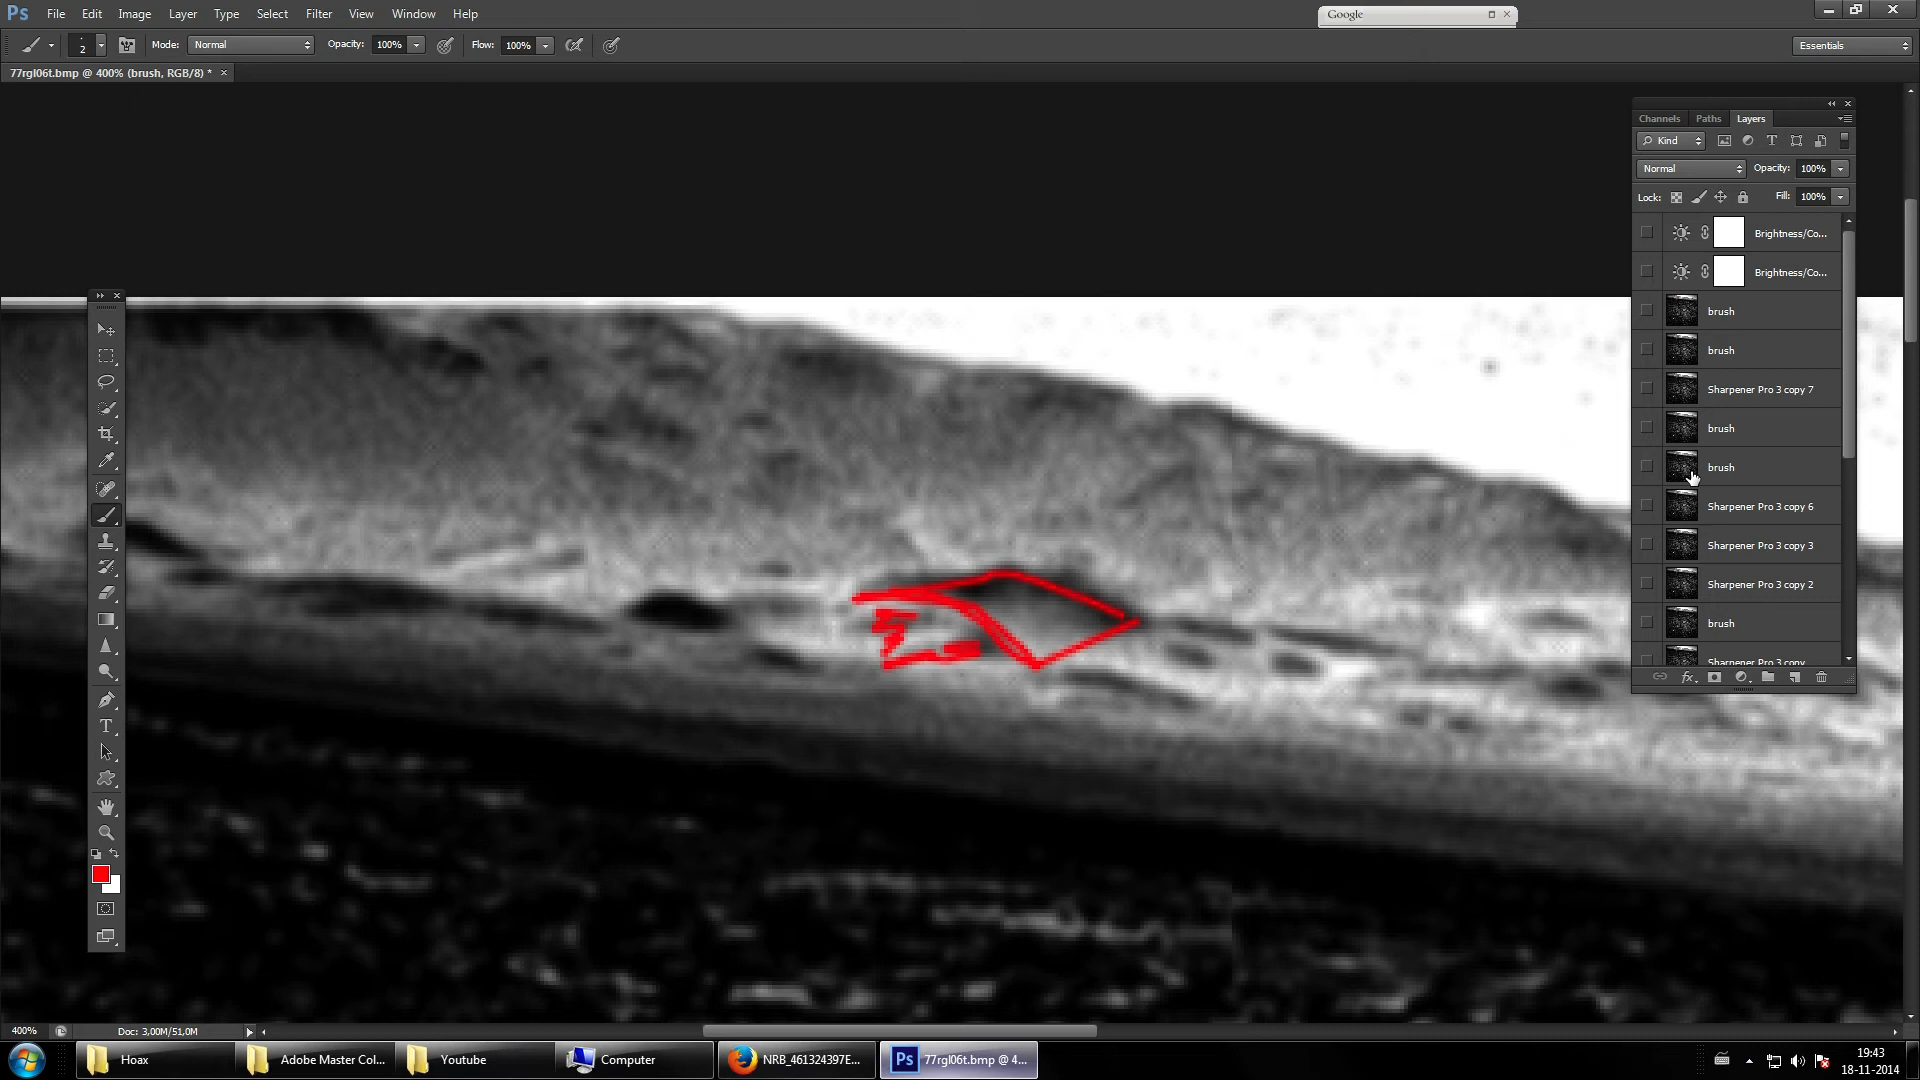 Ps File Edit Image Layer Type Select Filter View Window Help
Google
2 Mode: Normal Opacity: 100% Flow: 100% Essentials
77rgl06t.bmp @ 400% (brush, RGB/8) *
Channels Paths Layers
Kind
Normal Opacity: 100%
Lock: Fill: 100%
Brightness/Co...
Brightness/Co...
brush
brush
Sharpener Pro 3 copy 7
brush
brush
Sharpener Pro 3 copy 6
Sharpener Pro 3 copy 3
Sharpener Pro 3 copy 2
brush
Sharpener Pro 3 copy
fx
T
400% Doc: 3,00M/51,0M
Hoax Adobe Master Col... Youtube Computer NRB_461324397E... Ps 77rgl06t.bmp @ 4...
19:43
18-11-2014